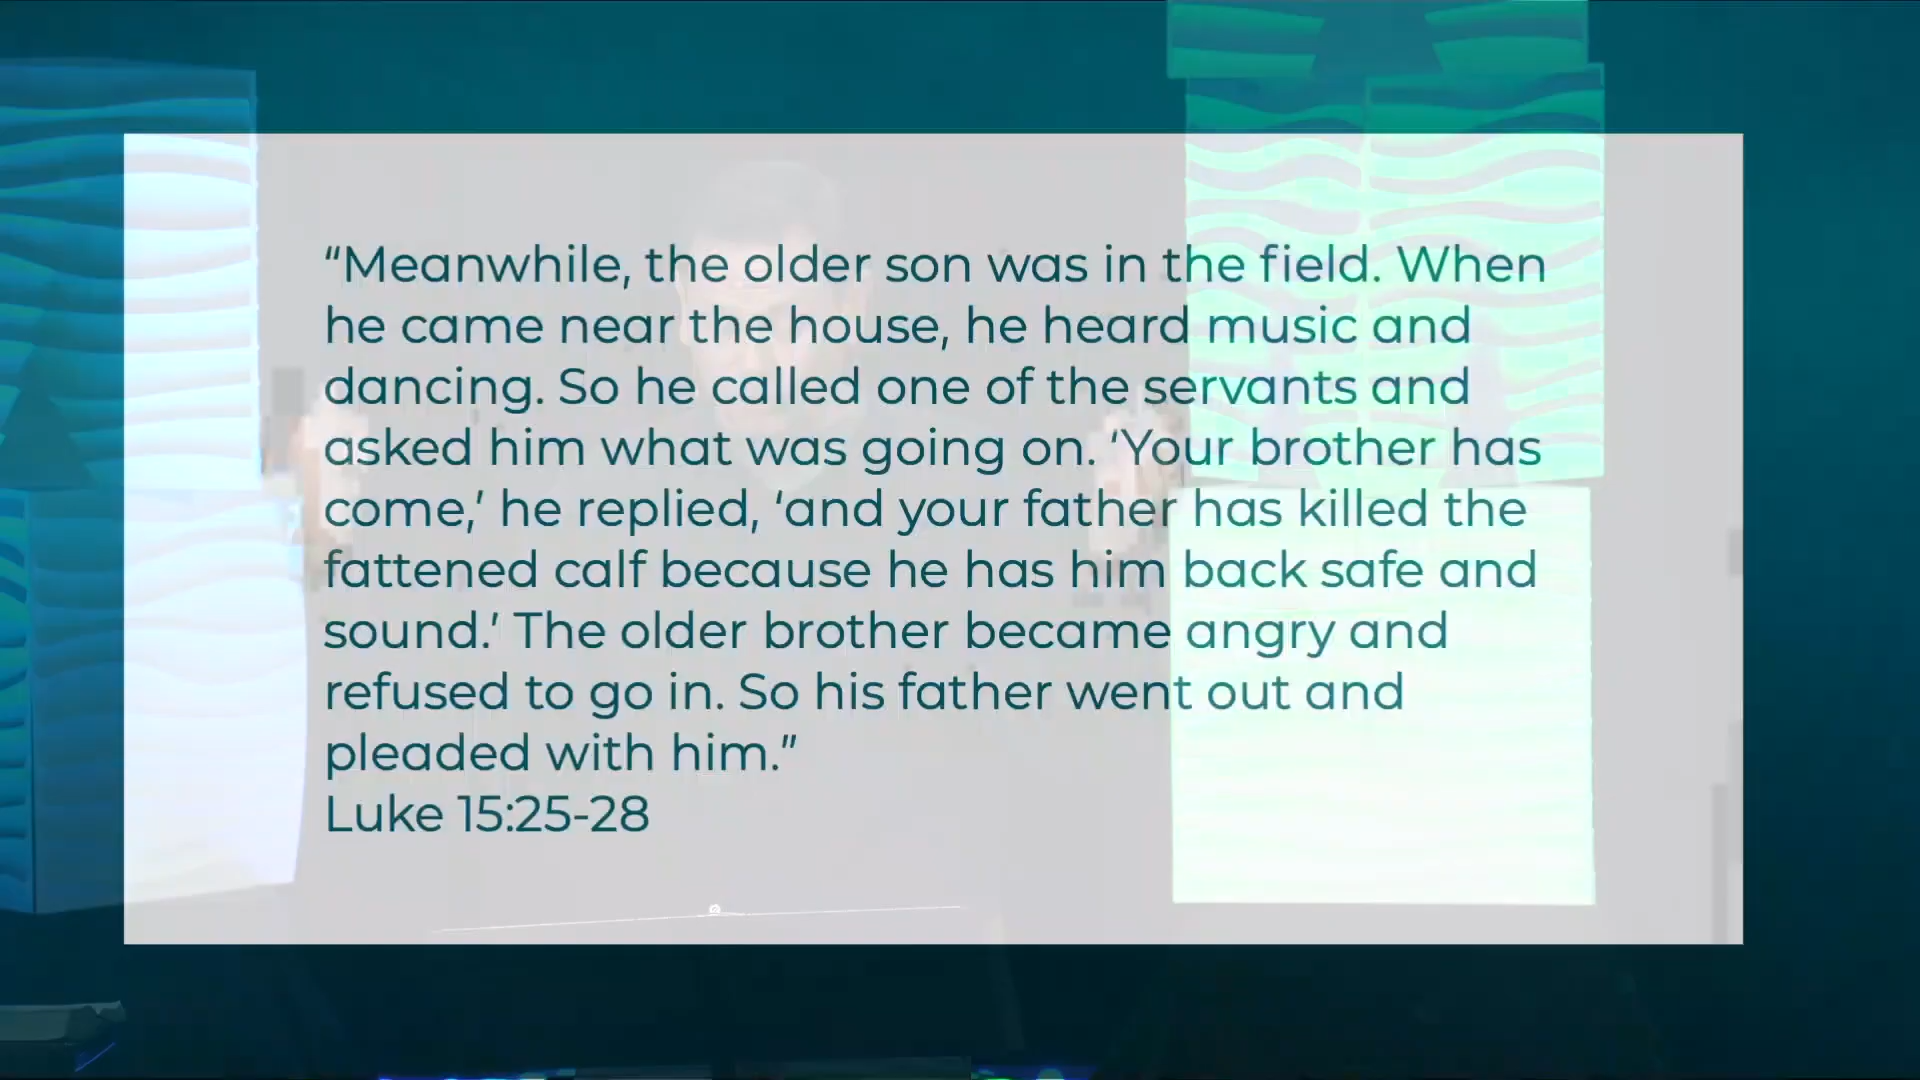 “Meanwhile, the older son was in the field. When
he came near the house, he heard music and
dancing. So he called one of the servants and
asked him what was going on. ‘Your brother has
come,’ he replied, ‘and your father has killed the
fattened calf because he has him back safe and
sound.’ The older brother became angry and
refused to go in. So his father went out and
pleaded with him.”
Luke 15:25-28